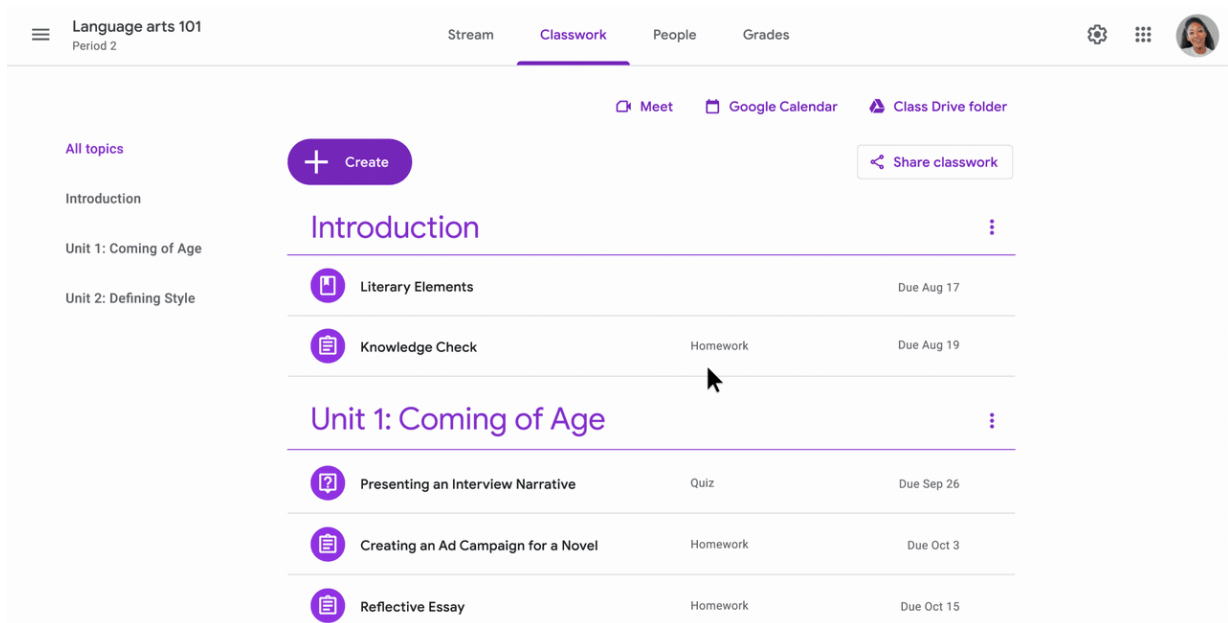 Language arts 101
Period 2
Stream
Classwork
People
Grades
Meet
Google Calendar
Class Drive folder
All topics
Introduction
Unit 1: Coming of Age
Unit 2: Defining Style
Create
Share classwork
Introduction
Literary Elements Due Aug 17
Knowledge Check Homework Due Aug 19
Unit 1: Coming of Age
Presenting an Interview Narrative Quiz Due Sep 26
Creating an Ad Campaign for a Novel Homework Due Oct 3
Reflective Essay Homework Due Oct 15